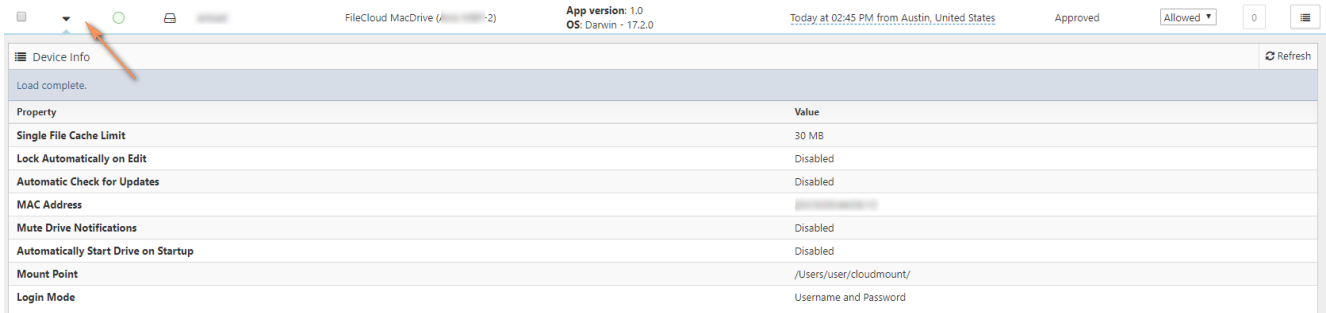 FileCloud MacDrive ( -2)
App version: 1.0
OS: Darwin - 17.2.0
Today at 02:45 PM from Austin, United States
Approved
Allowed
0
Device Info
Refresh
Load complete.
Property Value
Single File Cache Limit 30 MB
Lock Automatically on Edit Disabled
Automatic Check for Updates Disabled
MAC Address
Mute Drive Notifications Disabled
Automatically Start Drive on Startup Disabled
Mount Point /Users/user/cloudmount/
Login Mode Username and Password